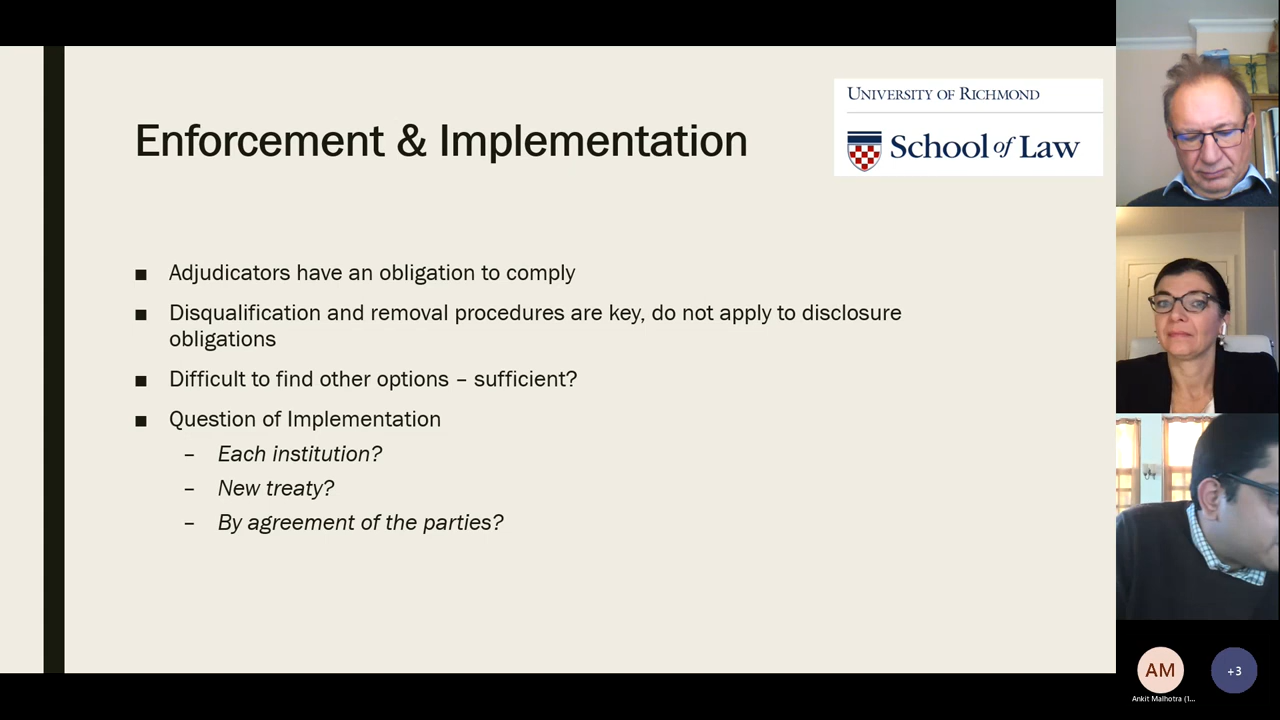 UNIVERSITY OF RICHMOND
School of Law
Enforcement & Implementation
■ Adjudicators have an obligation to comply
■ Disqualification and removal procedures are key, do not apply to disclosure
obligations
■ Difficult to find other options – sufficient?
■ Question of Implementation
– Each institution?
– New treaty?
– By agreement of the parties?
AM
+3
Ankit Malhotra (1...